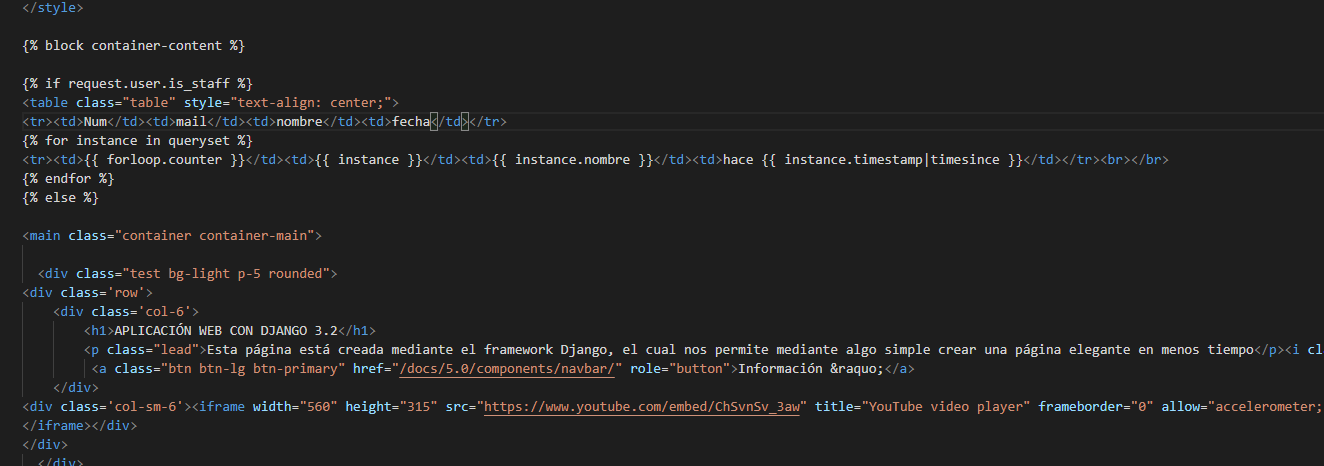 </style>
{% block container-content %}
{% if request.user.is_staff %}
<table class="table" style="text-align: center;">
<tr><td>Num</td><td>mail</td><td>nombre</td><td>fecha</td></tr>
{% for instance in queryset %}
<tr><td>{{ forloop.counter }}</td><td>{{ instance }}</td><td>{{ instance.nombre }}</td><td>hace {{ instance.timestamp|timesince }}</td></tr><br></br>
{% endfor %}
{% else %}
<main class="container container-main">
<div class="test bg-light p-5 rounded">
<div class='row'>
<div class='col-6'>
<h1>APLICACIÓN WEB CON DJANGO 3.2</h1>
<p class="lead">Esta página está creada mediante el framework Django, el cual nos permite mediante algo simple crear una página elegante en menos tiempo</p><i cl
<a class="btn btn-lg btn-primary" href="/docs/5.0/components/navbar/" role="button">Información &raquo;</a>
</div>
<div class='col-sm-6'><iframe width="560" height="315" src="https://www.youtube.com/embed/ChSvnSv_3aw" title="YouTube video player" frameborder="0" allow="accelerometer;
</iframe></div>
</div>
</div>